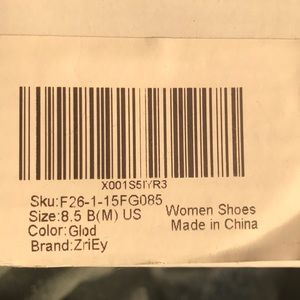 X001S5IYR3
Sku:F26-1-15FG085
Size:8.5 B(M) US
Women Shoes
Color:Glod
Made in China
Brand:ZriEy